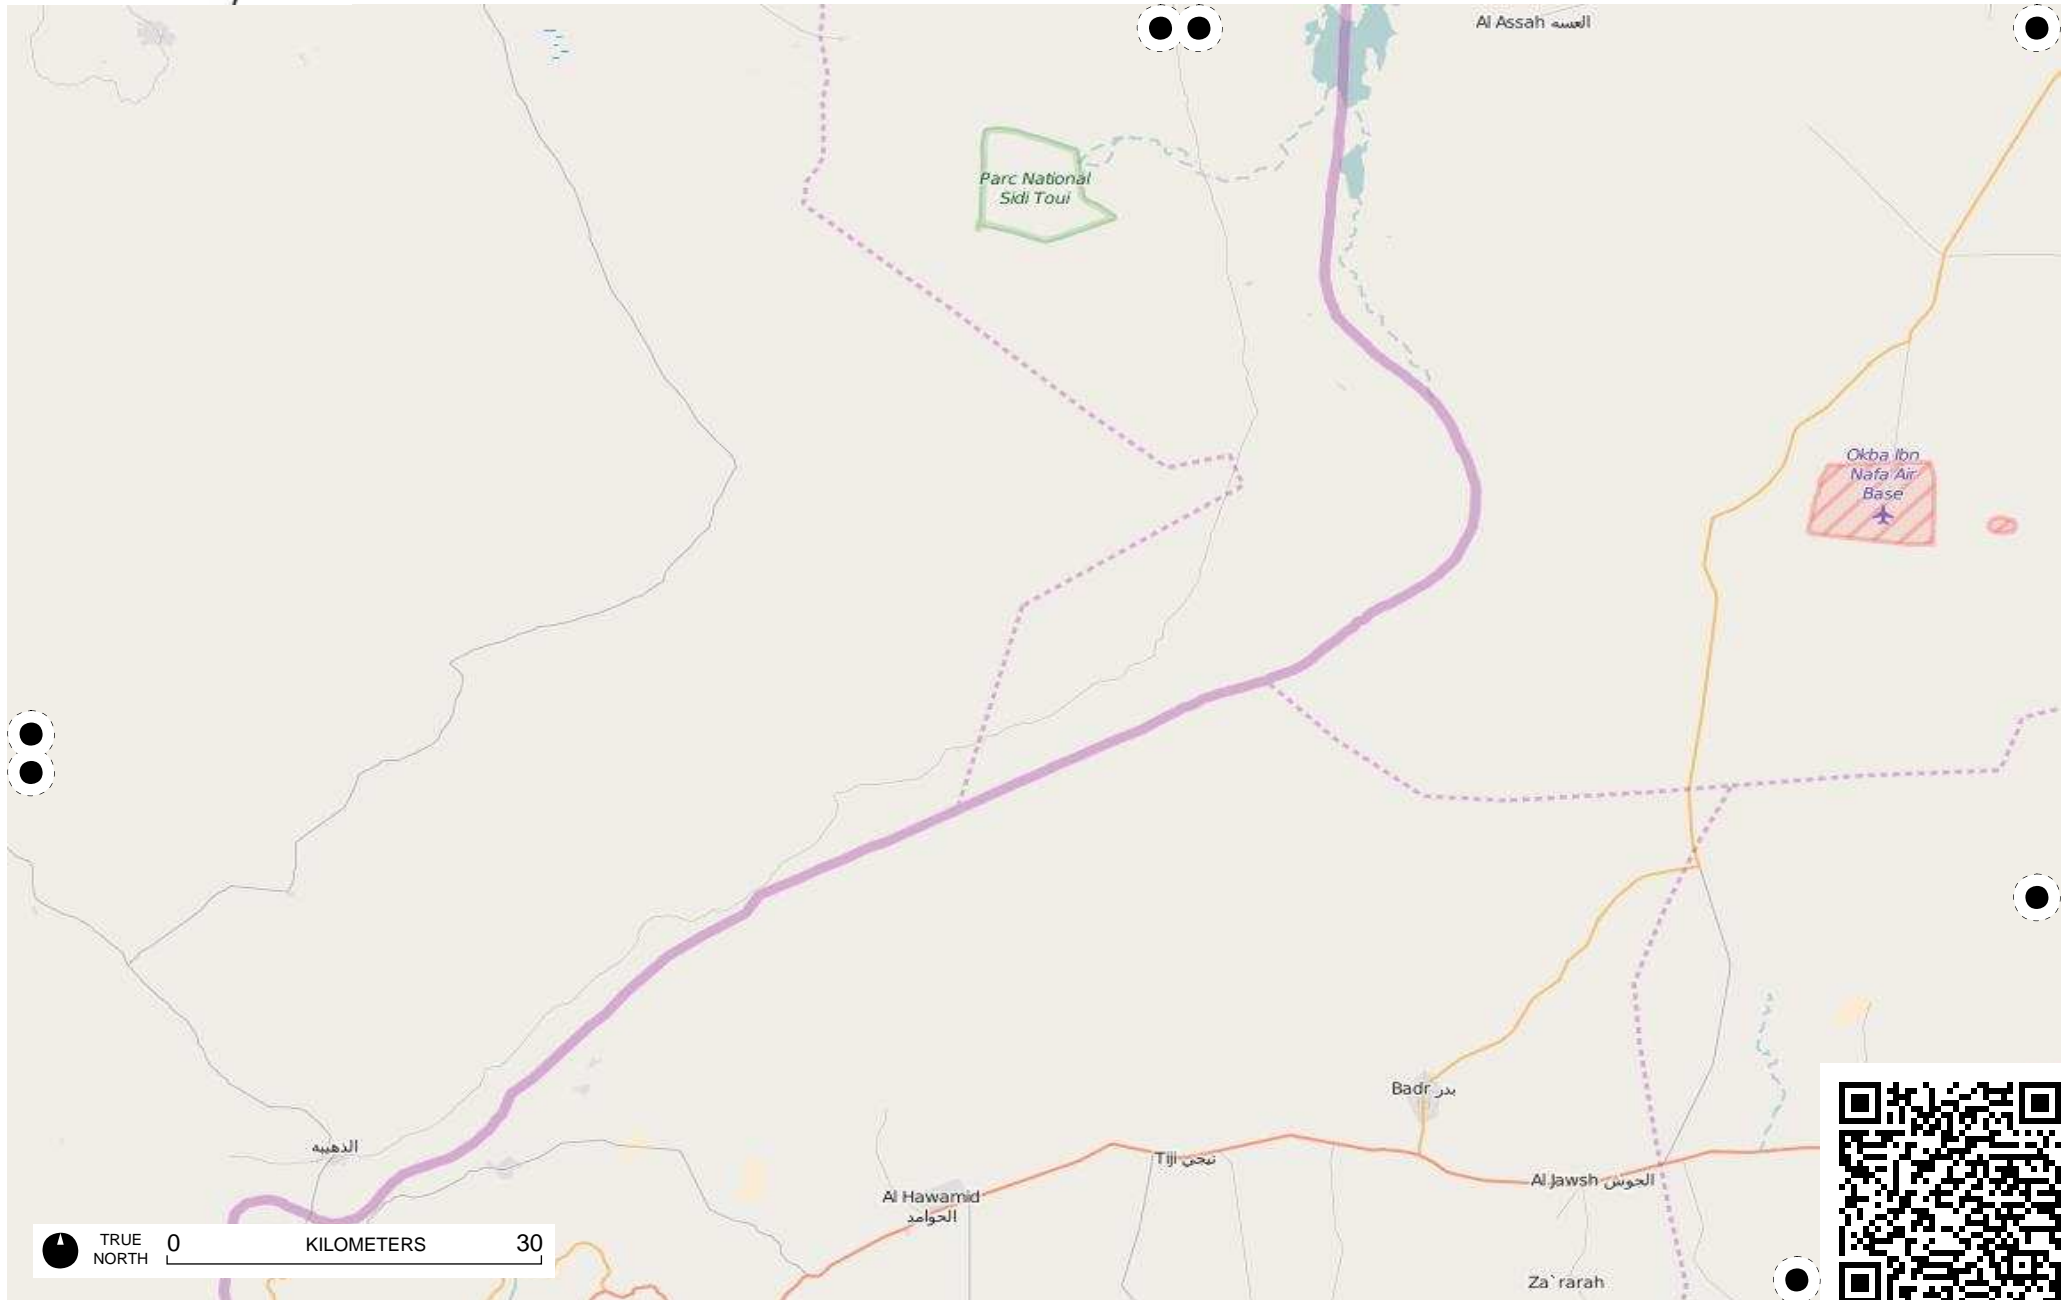 Al Assah العسه
Parc National
Sidi Toui
Okba Ibn
Nafa Air
Base
Badr بدر
الذهيبه
Tiji تيجي
Al Jawsh الجوش
Al Hawamid
الحوامد
TRUE
NORTH
0 KILOMETERS 30
Za`rarah